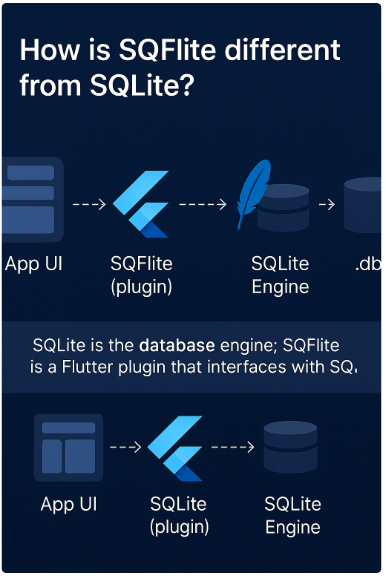 How is SQFlite different
from SQLite?
App UI
SQFlite
(plugin)
SQLite
Engine
.db
SQLite is the database engine; SQFlite
is a Flutter plugin that interfaces with SQ.
App UI
SQLite
(plugin)
SQLite
Engine